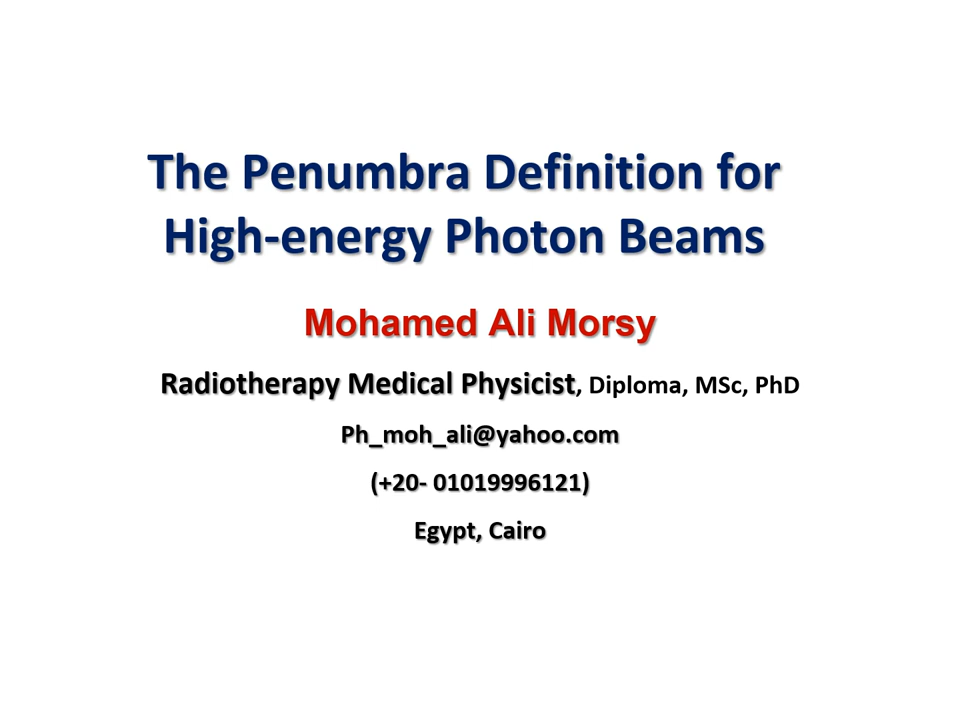 The Penumbra Definition for
High-energy Photon Beams
Mohamed Ali Morsy
Radiotherapy Medical Physicist, Diploma, MSc, PhD
Ph_moh_ali@yahoo.com
(+20- 01019996121)
Egypt, Cairo